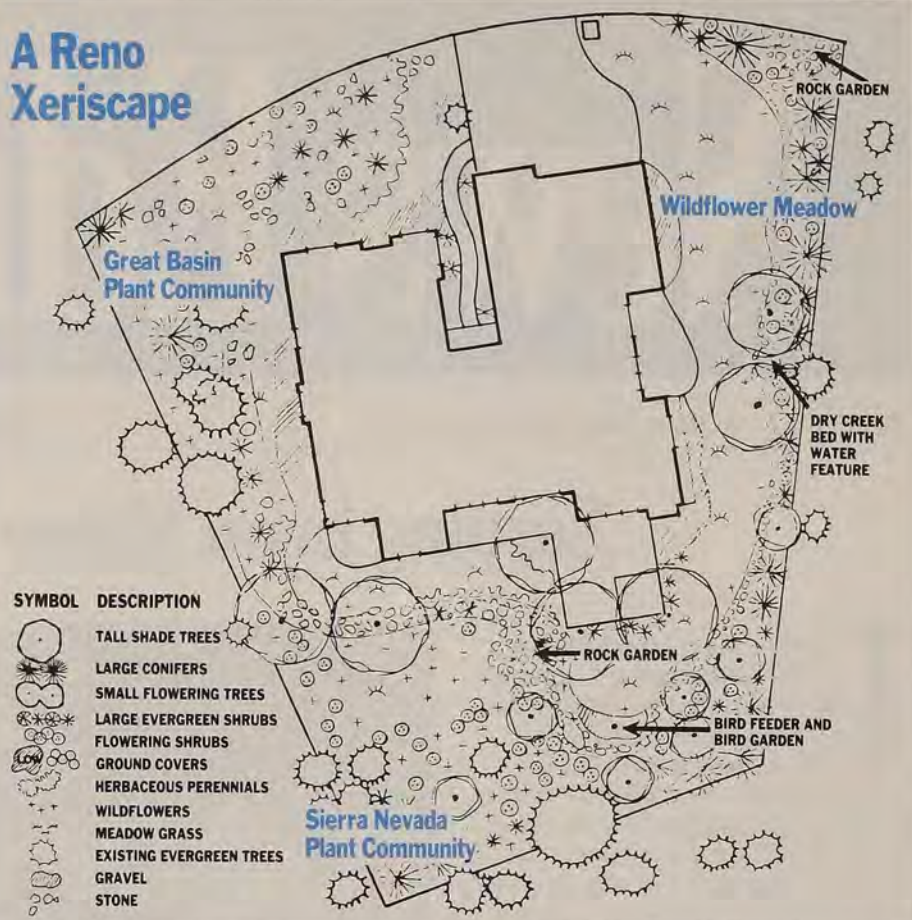 A Reno
Xeriscape
ROCK GARDEN
Wildflower Meadow
Great Basin
Plant Community
DRY CREEK
BED WITH
WATER
FEATURE
SYMBOL DESCRIPTION
TALL SHADE TREES
LARGE CONIFERS
SMALL FLOWERING TREES
LARGE EVERGREEN SHRUBS
FLOWERING SHRUBS
LOW
GROUND COVERS
HERBACEOUS PERENNIALS
WILDFLOWERS
MEADOW GRASS
EXISTING EVERGREEN TREES
GRAVEL
STONE
ROCK GARDEN
BIRD FEEDER AND
BIRD GARDEN
Sierra Nevada
Plant Community